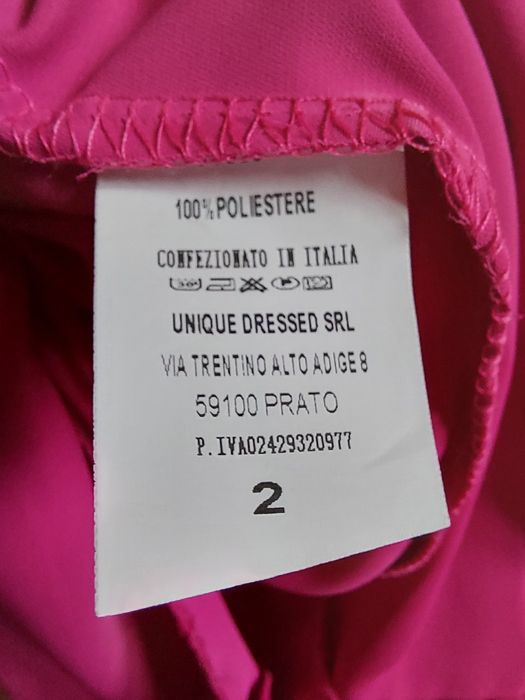 100% POLIESTERE
CONFEZIONATO IN ITALIA
UNIQUE DRESSED SRL
VIA TRENTINO ALTO ADIGE 8
59100 PRATO
P.IVA02429320977
2